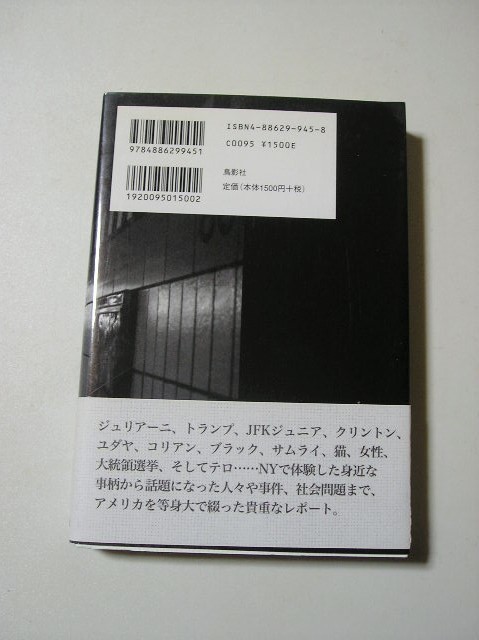 ISBN4-88629-945-8
C0095 ¥1500E
9784886299451
鳥影社
定価(本体1500円+税)
1920095015002
ジュリアーニ、トランプ、JFKジュニア、クリントン、
ユダヤ、コリアン、ブラック、サムライ、猫、女性、
大統領選挙、そしてテロ……NYで体験した身近な
事柄から話題になった人々や事件、社会問題まで、
アメリカを等身大で綴った貴重なレポート。